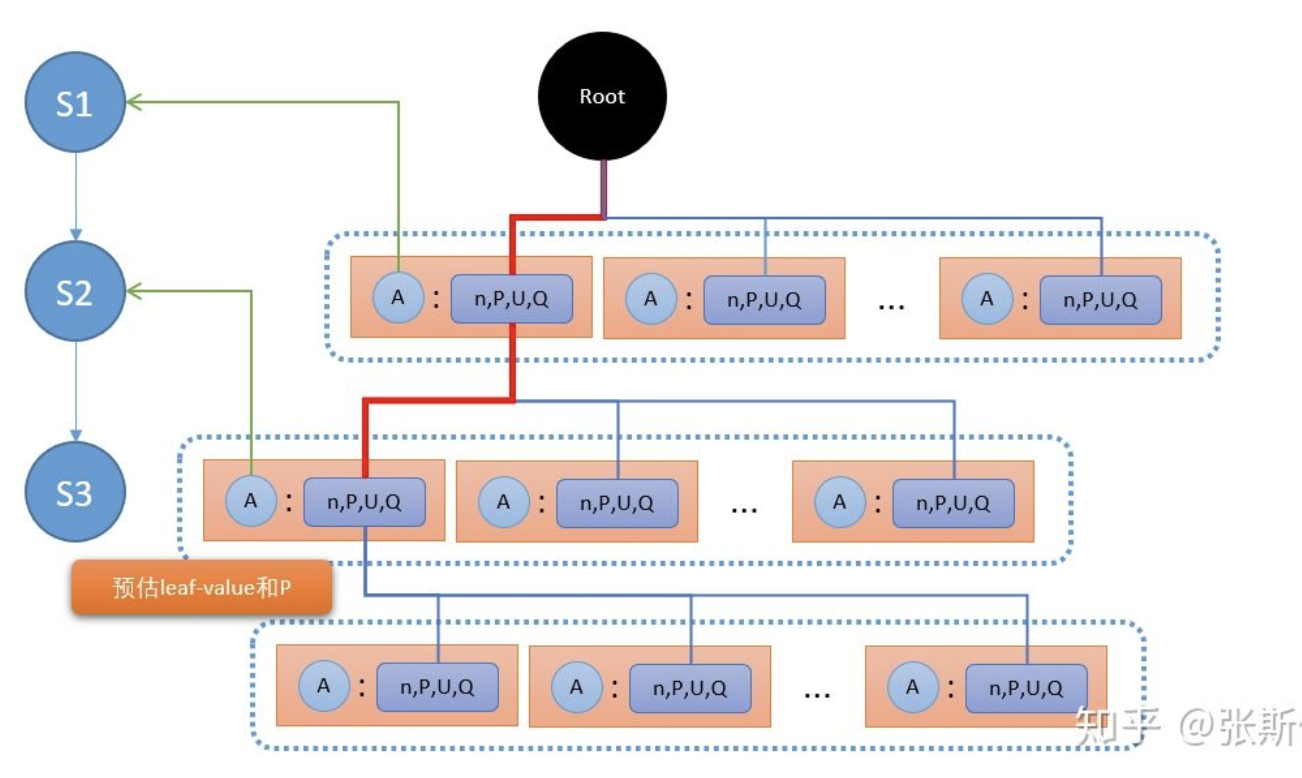 S1
Root
A : n,P,U,Q
A : n,P,U,Q
...
A : n,P,U,Q
S2
A : n,P,U,Q
A : n,P,U,Q
...
A : n,P,U,Q
S3
预估leaf-value和P
A : n,P,U,Q
A : n,P,U,Q
...
A : n,P,U,Q
知乎 @张斯